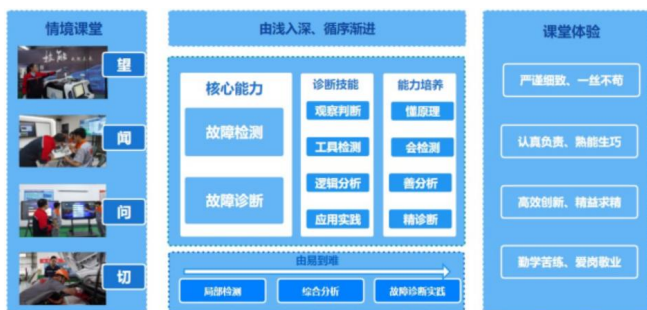 情境课堂
望
闻
问
切
由浅入深、循序渐进
核心能力
故障检测
故障诊断
诊断技能
观察判断
工具检测
逻辑分析
应用实践
能力培养
懂原理
会检测
善分析
精诊断
由易到难
局部检测
综合分析
故障诊断实践
课堂体验
严谨细致、一丝不苟
认真负责、熟能生巧
高效创新、精益求精
勤学苦练、爱岗敬业